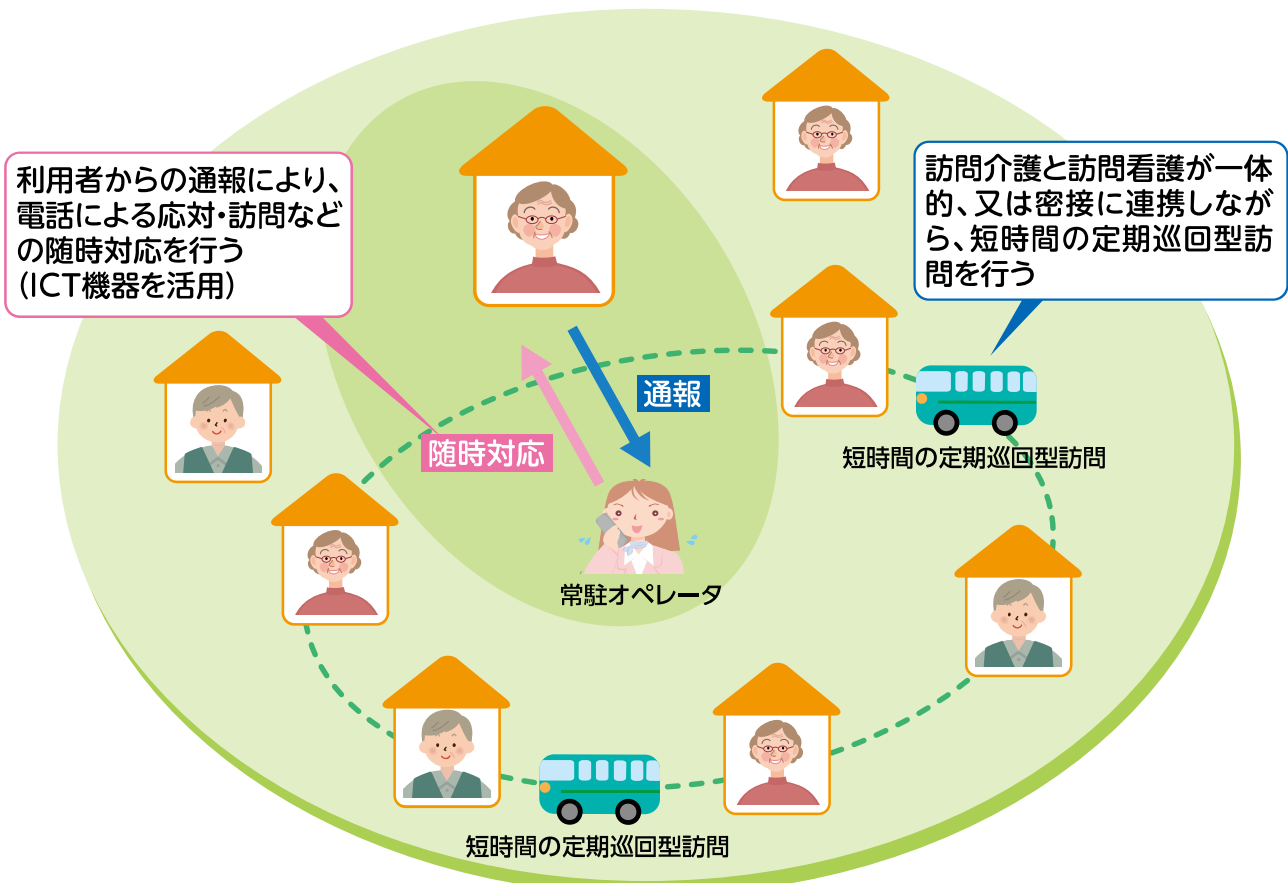 利用者からの通報により、
電話による応対・訪問など
の随時対応を行う
(ICT機器を活用)
訪問介護と訪問看護が一体
的、又は密接に連携しなが
ら、短時間の定期巡回型訪
問を行う
通報
随時対応
短時間の定期巡回型訪問
常駐オペレータ
短時間の定期巡回型訪問